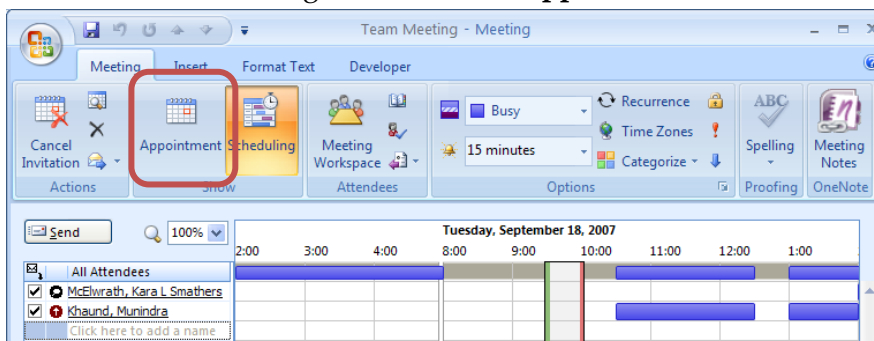 Team Meeting - Meeting
Meeting Insert Format Text Developer
Cancel Invitation
Appointment Scheduling
Meeting Workspace
Busy
15 minutes
Recurrence
Time Zones
Categorize
ABC
Spelling
Meeting Notes
Actions Show Attendees Options Proofing OneNote
Send 100% Tuesday, September 18, 2007
2:00 3:00 4:00 8:00 9:00 10:00 11:00 12:00 1:00
All Attendees
McElwrath, Kara L Smathers
Khaund, Munindra
Click here to add a name